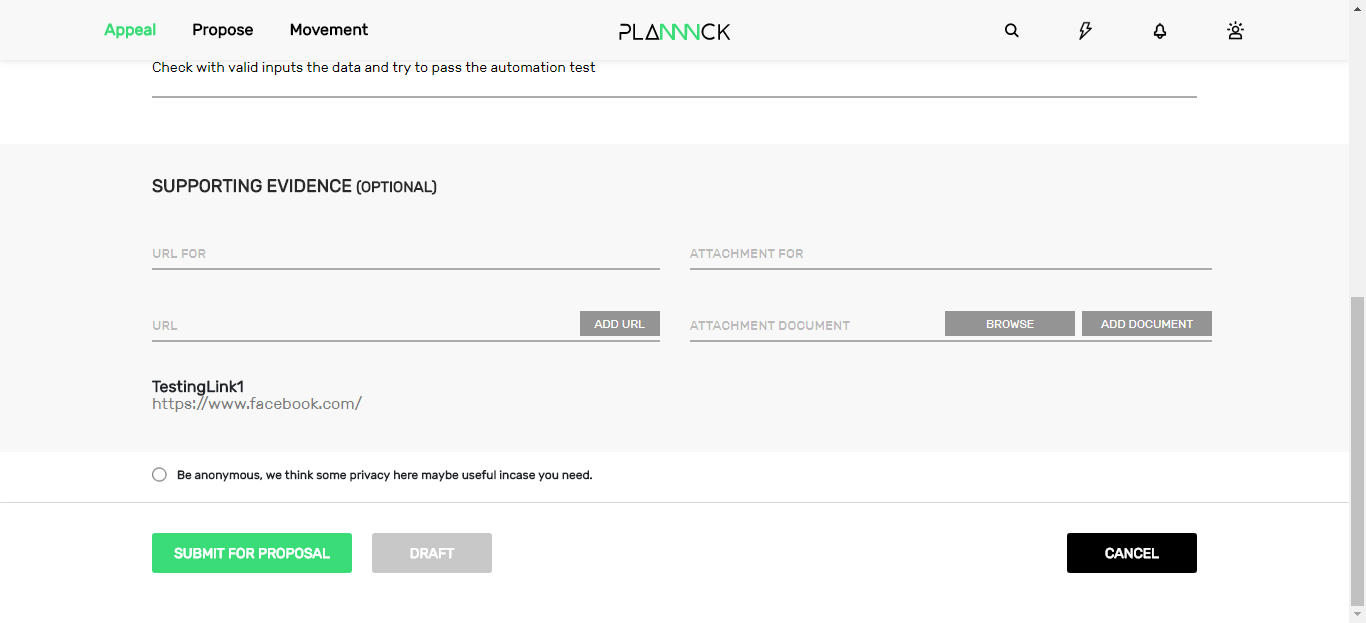 Appeal Propose Movement PLANNNCK
Check with valid inputs the data and try to pass the automation test
SUPPORTING EVIDENCE (OPTIONAL)
URL FOR ATTACHMENT FOR
URL ADD URL ATTACHMENT DOCUMENT BROWSE ADD DOCUMENT
TestingLink1
https://www.facebook.com/
Be anonymous, we think some privacy here maybe useful incase you need.
SUBMIT FOR PROPOSAL DRAFT CANCEL